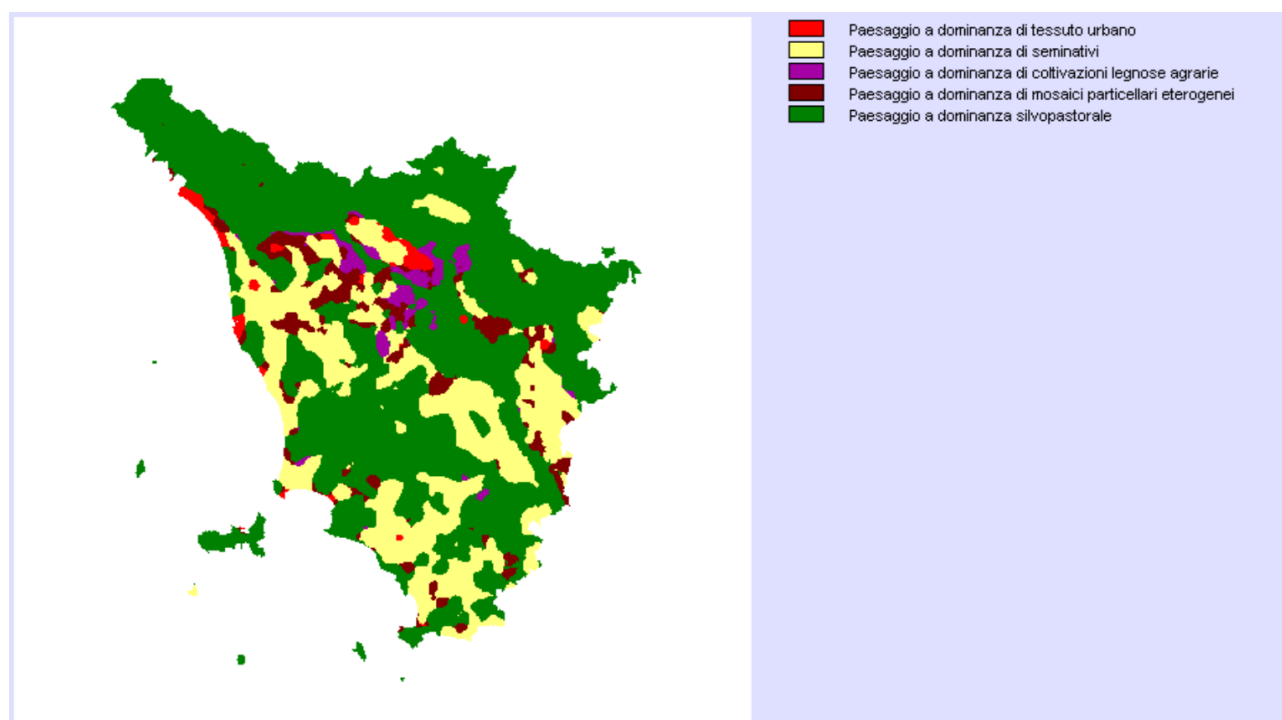 Paesaggio a dominanza di tessuto urbano
Paesaggio a dominanza di seminativi
Paesaggio a dominanza di coltivazioni legnose agrarie
Paesaggio a dominanza di mosaici particellari eterogenei
Paesaggio a dominanza silvopastorale